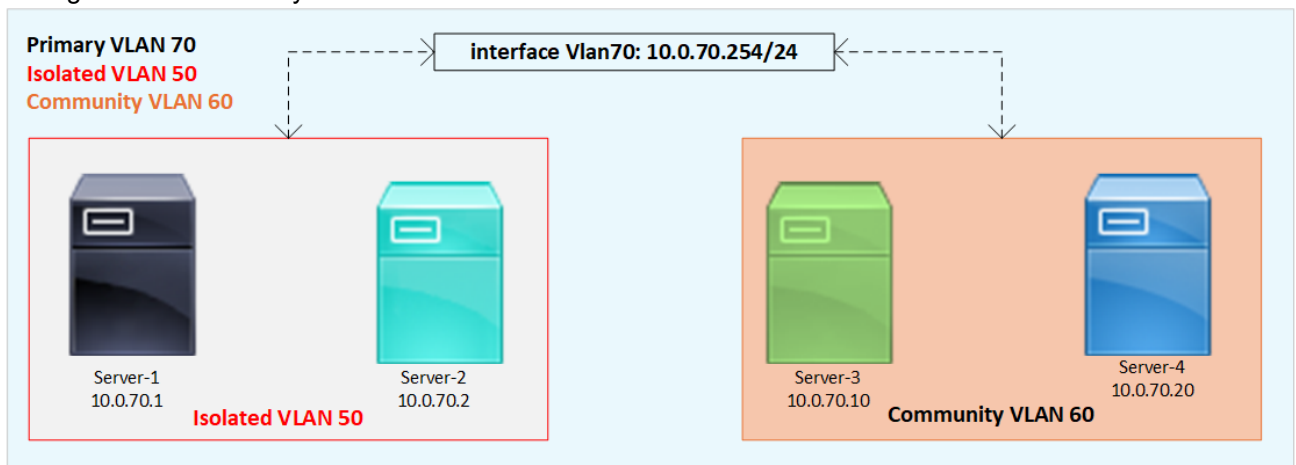 Primary VLAN 70
Isolated VLAN 50
Community VLAN 60
interface Vlan70: 10.0.70.254/24
Server-1
10.0.70.1
Server-2
10.0.70.2
Isolated VLAN 50
Server-3
10.0.70.10
Server-4
10.0.70.20
Community VLAN 60